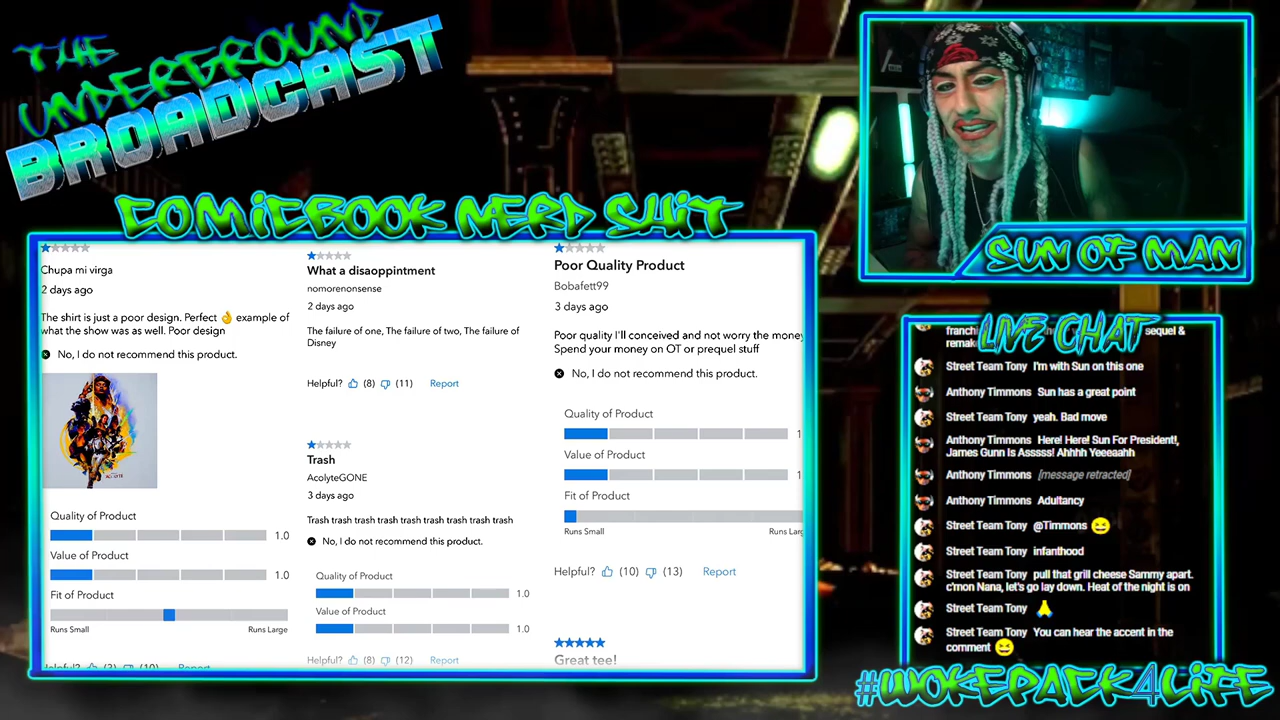 THE
UNDERGROUND
BROADCAST
COMICBOOK NERD SHIT
Chupa mi virga
2 days ago
The shirt is just a poor design. Perfect 👌 example of
what the show was as well. Poor design
No, I do not recommend this product.
Quality of Product
1.0
Value of Product
1.0
Fit of Product
Runs Small
Runs Large
Helpful? (3) (10) Report
What a disaoppintment
nomorenonsense
2 days ago
The failure of one, The failure of two, The failure of
Disney
Helpful? (8) (11) Report
Trash
AcolyteGONE
3 days ago
Trash trash trash trash trash trash trash trash trash
No, I do not recommend this product.
Quality of Product
1.0
Value of Product
1.0
Helpful? (8) (12) Report
Poor Quality Product
Bobafett99
3 days ago
Poor quality I'll conceived and not worry the money
Spend your money on OT or prequel stuff
No, I do not recommend this product.
Quality of Product
1
Value of Product
1
Fit of Product
Runs Small
Runs Larg
Helpful? (10) (13) Report
Great tee!
SUN OF MAN
LIVE CHAT
sequel &
remak
Street Team Tony I'm with Sun on this one
Anthony Timmons Sun has a great point
Street Team Tony yeah. Bad move
Anthony Timmons Here! Here! Sun For President!,
James Gunn Is Asssss! Ahhhh Yeeeaahh
Anthony Timmons [message retracted]
Anthony Timmons Adultancy
Street Team Tony @Timmons 😆
Street Team Tony infanthood
Street Team Tony pull that grill cheese Sammy apart.
c'mon Nana, let's go lay down. Heat of the night is on
Street Team Tony 🙏
Street Team Tony You can hear the accent in the
comment 😆
#WOKEPACK4LIFE